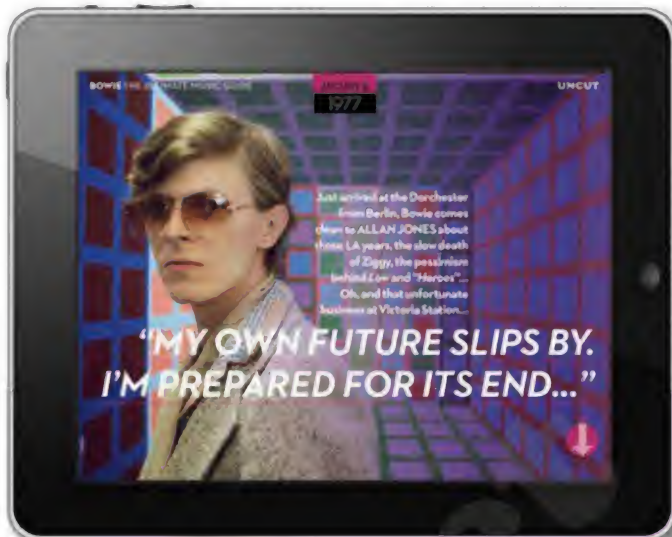 BOWIE THE ULTIMATE MUSIC GUIDE
1977
UNCUT
Just arrived at the Dorchester
from Berlin, Bowie comes
clean to ALLAN JONES about
those LA years, the slow death
of Ziggy, the pessimism
behind Low and "Heroes"...
Oh, and that unfortunate
business at Victoria Station...
"MY OWN FUTURE SLIPS BY.
I'M PREPARED FOR ITS END..."